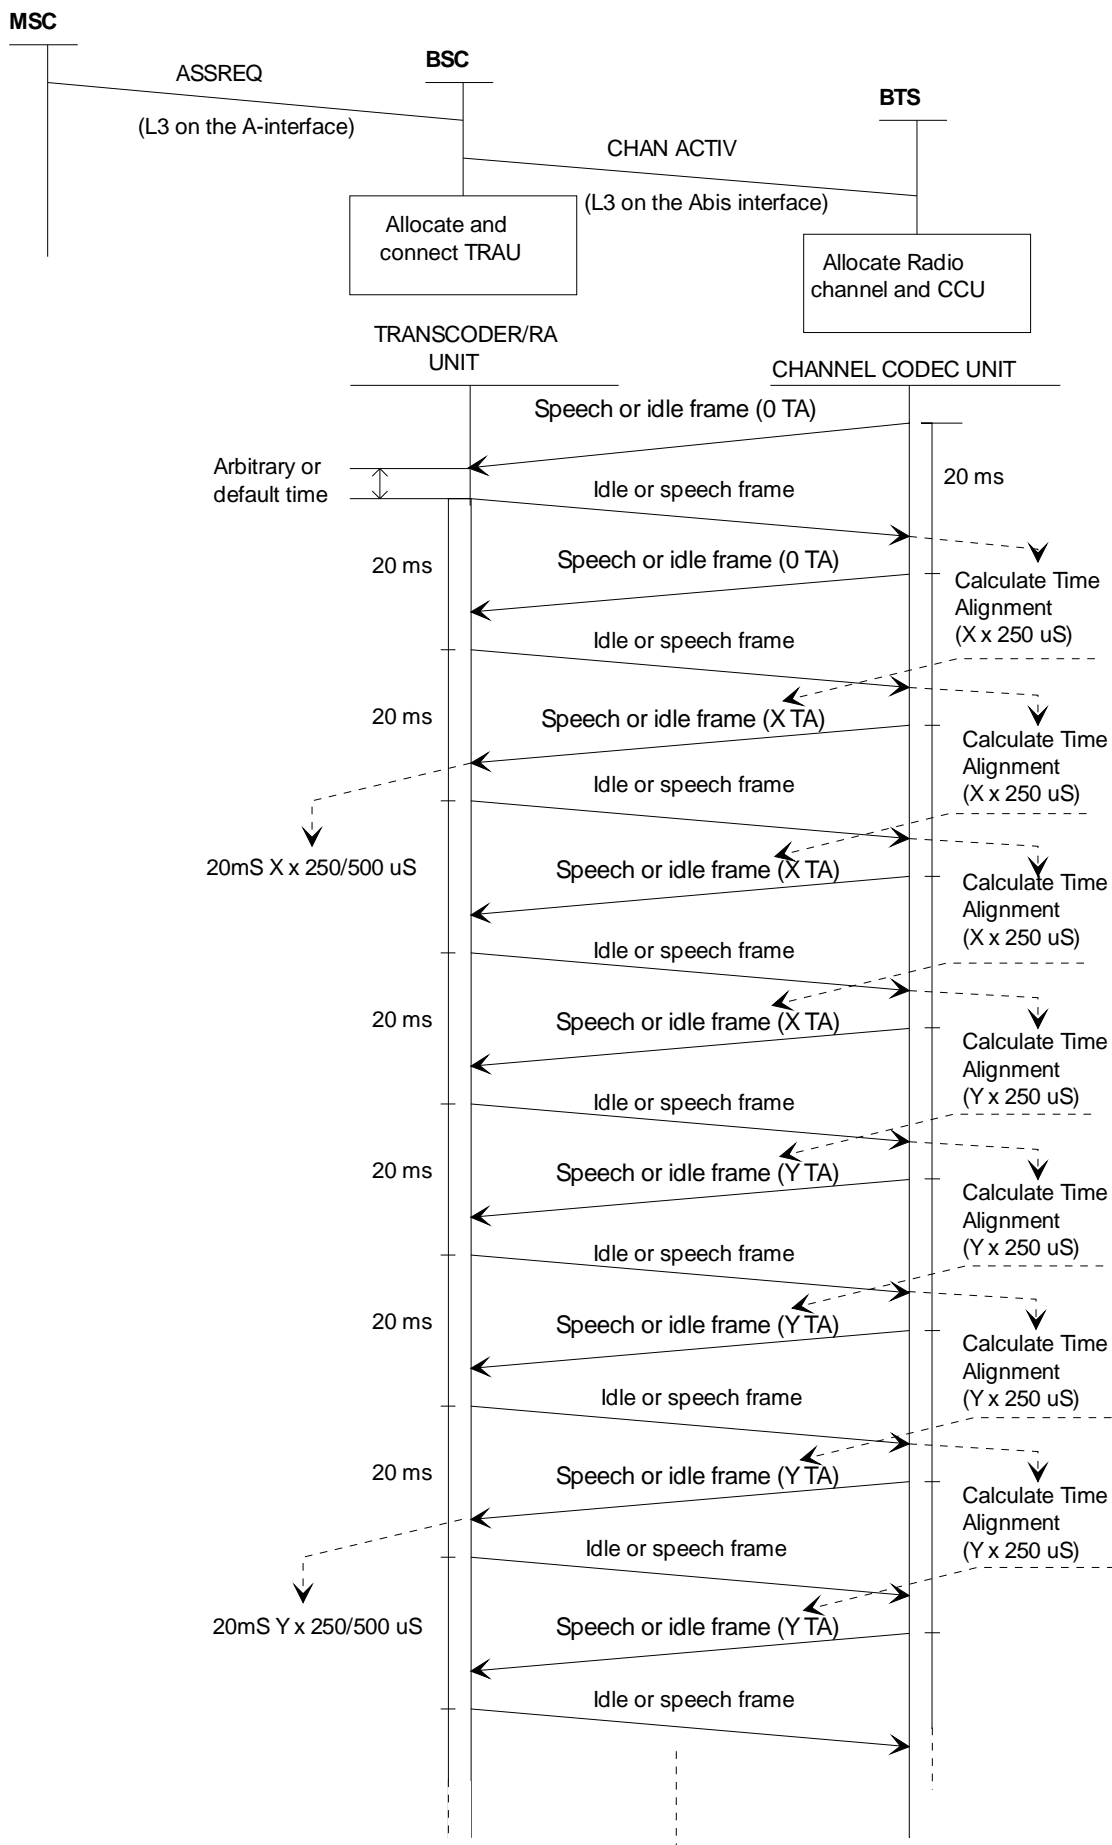 MSC
ASSREQ
BSC
(L3 on the A-interface)
BTS
CHAN ACTIV
(L3 on the Abis interface)
Allocate and
connect TRAU
Allocate Radio
channel and CCU
TRANSCODER/RA
UNIT
CHANNEL CODEC UNIT
Speech or idle frame (0 TA)
Arbitrary or
default time
20 ms
Idle or speech frame
20 ms
Speech or idle frame (0 TA)
Calculate Time
Alignment
(X x 250 uS)
Idle or speech frame
20 ms
Speech or idle frame (X TA)
Calculate Time
Alignment
(X x 250 uS)
Idle or speech frame
20mS X x 250/500 uS
Speech or idle frame (X TA)
Calculate Time
Alignment
(X x 250 uS)
Idle or speech frame
20 ms
Speech or idle frame (X TA)
Calculate Time
Alignment
(Y x 250 uS)
Idle or speech frame
20 ms
Speech or idle frame (Y TA)
Calculate Time
Alignment
(Y x 250 uS)
Idle or speech frame
20 ms
Speech or idle frame (Y TA)
Calculate Time
Alignment
(Y x 250 uS)
Idle or speech frame
20 ms
Speech or idle frame (Y TA)
Calculate Time
Alignment
(Y x 250 uS)
Idle or speech frame
20mS Y x 250/500 uS
Speech or idle frame (Y TA)
Idle or speech frame